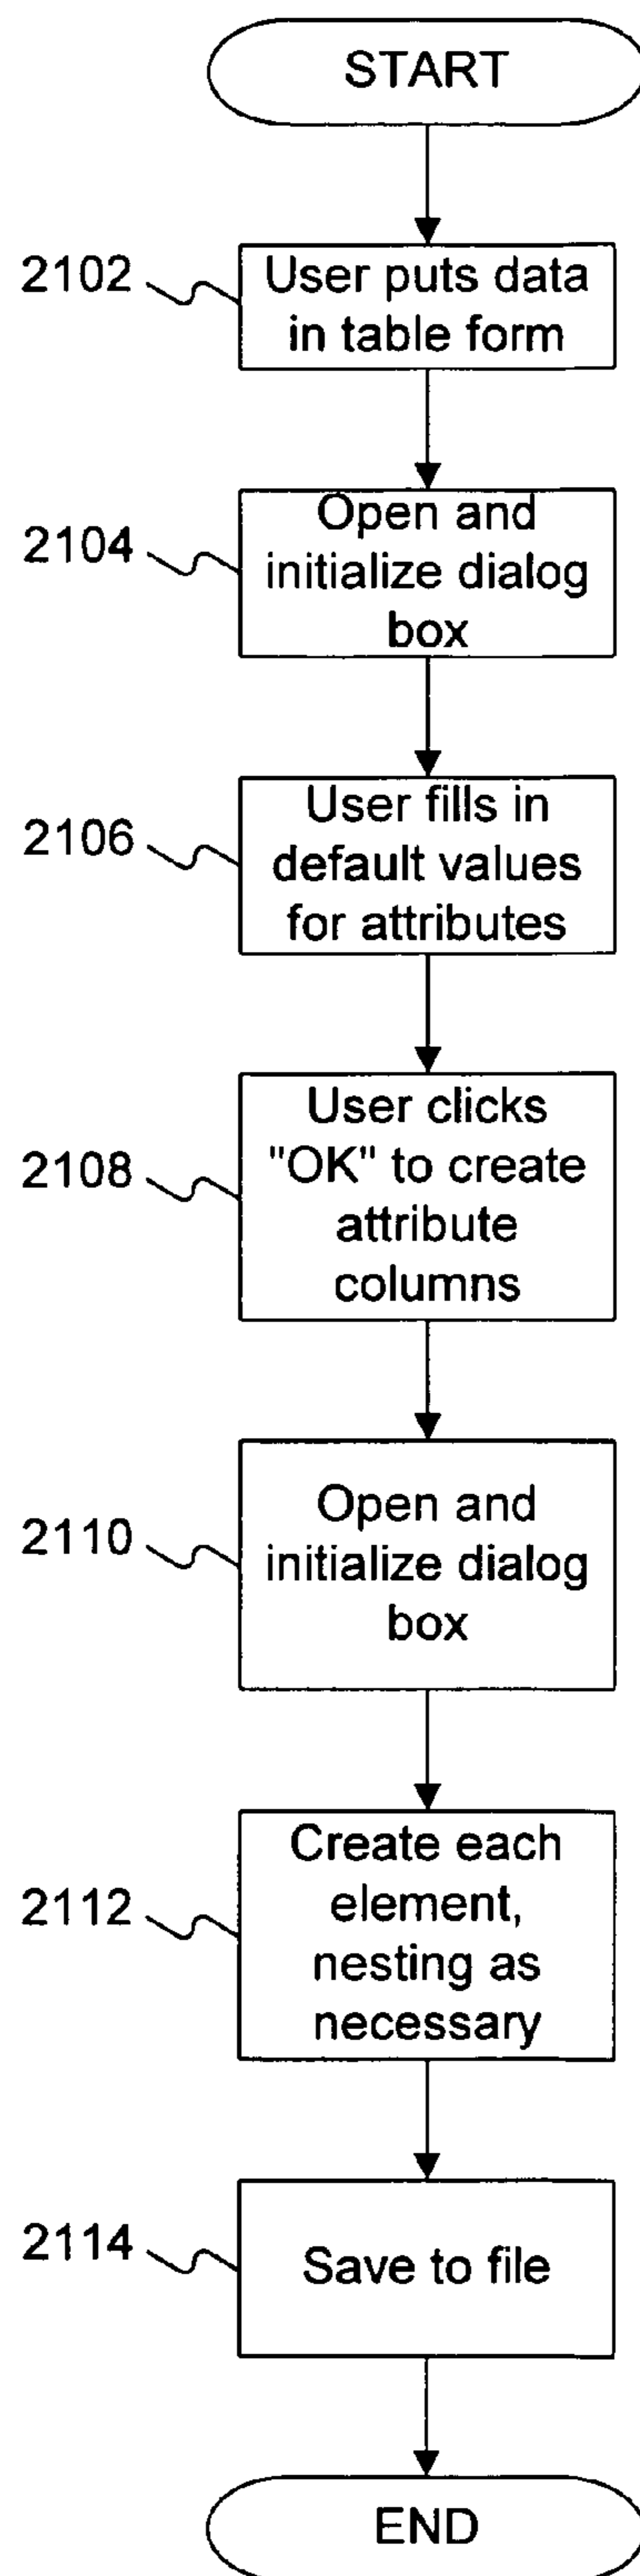 START
2102
User puts data
in table form
2104
Open and
initialize dialog
box
2106
User fills in
default values
for attributes
2108
User clicks
"OK" to create
attribute
columns
2110
Open and
initialize dialog
box
2112
Create each
element,
nesting as
necessary
2114
Save to file
END